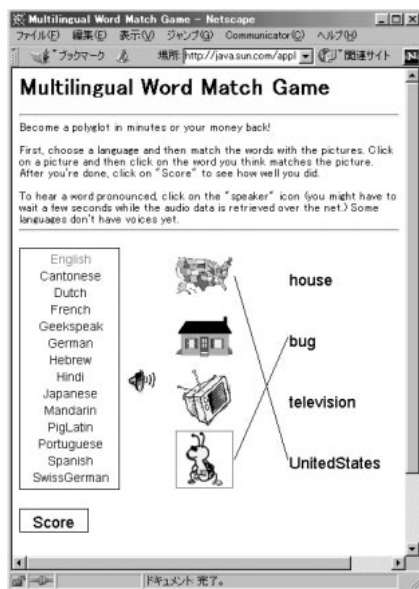 Multilingual Word Match Game - Netscape
ファイル(F) 編集(E) 表示(V) ジャンプ(G) Communicator(C) ヘルプ(H)
ブックマーク 場所: http://java.sun.com/appl 関連サイト N
Multilingual Word Match Game
Become a polyglot in minutes or your money back!
First, choose a language and then match the words with the pictures. Click
on a picture and then click on the word you think matches the picture.
After you're done, click on "Score" to see how well you did.
To hear a word pronounced, click on the "speaker" icon (you might have to
wait a few seconds while the audio data is retrieved over the net.) Some
languages don't have voices yet.
English
Cantonese
Dutch
French
Geekspeak
German
Hebrew
Hindi
Japanese
Mandarin
PigLatin
Portuguese
Spanish
SwissGerman
house
bug
television
UnitedStates
Score
ドキュメント: 完了。